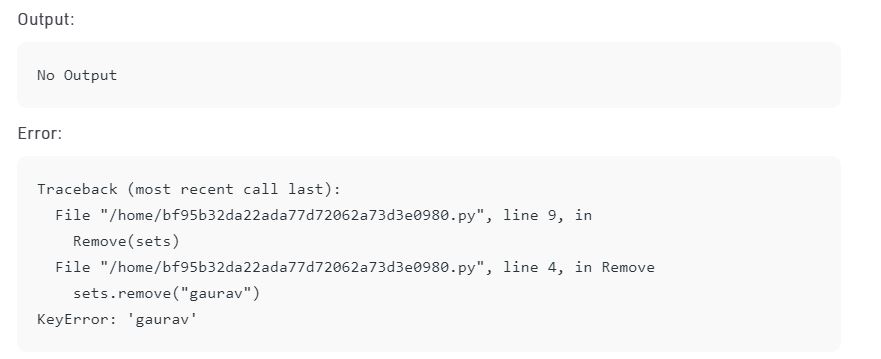 Output:
No Output
Error:
Traceback (most recent call last):
  File "/home/bf95b32da22ada77d72062a73d3e0980.py", line 9, in
    Remove(sets)
  File "/home/bf95b32da22ada77d72062a73d3e0980.py", line 4, in Remove
    sets.remove("gaurav")
KeyError: 'gaurav'